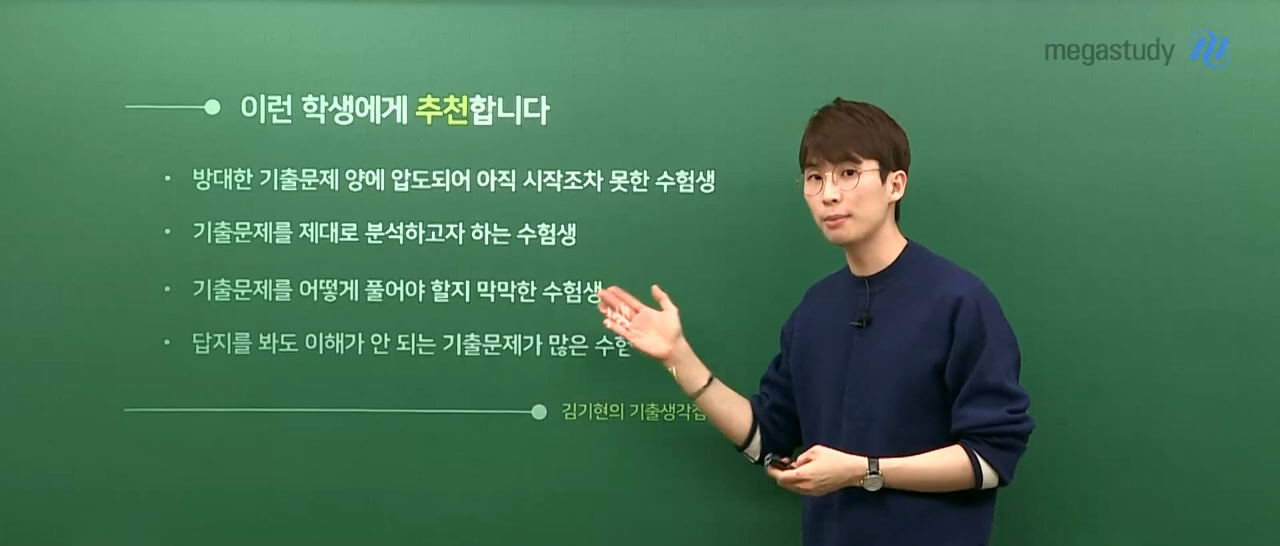 megastudy
이런 학생에게 추천합니다
• 방대한 기출문제 양에 압도되어 아직 시작조차 못한 수험생
• 기출문제를 제대로 분석하고자 하는 수험생
• 기출문제를 어떻게 풀어야 할지 막막한 수험생
• 답지를 봐도 이해가 안 되는 기출문제가 많은
김기현의